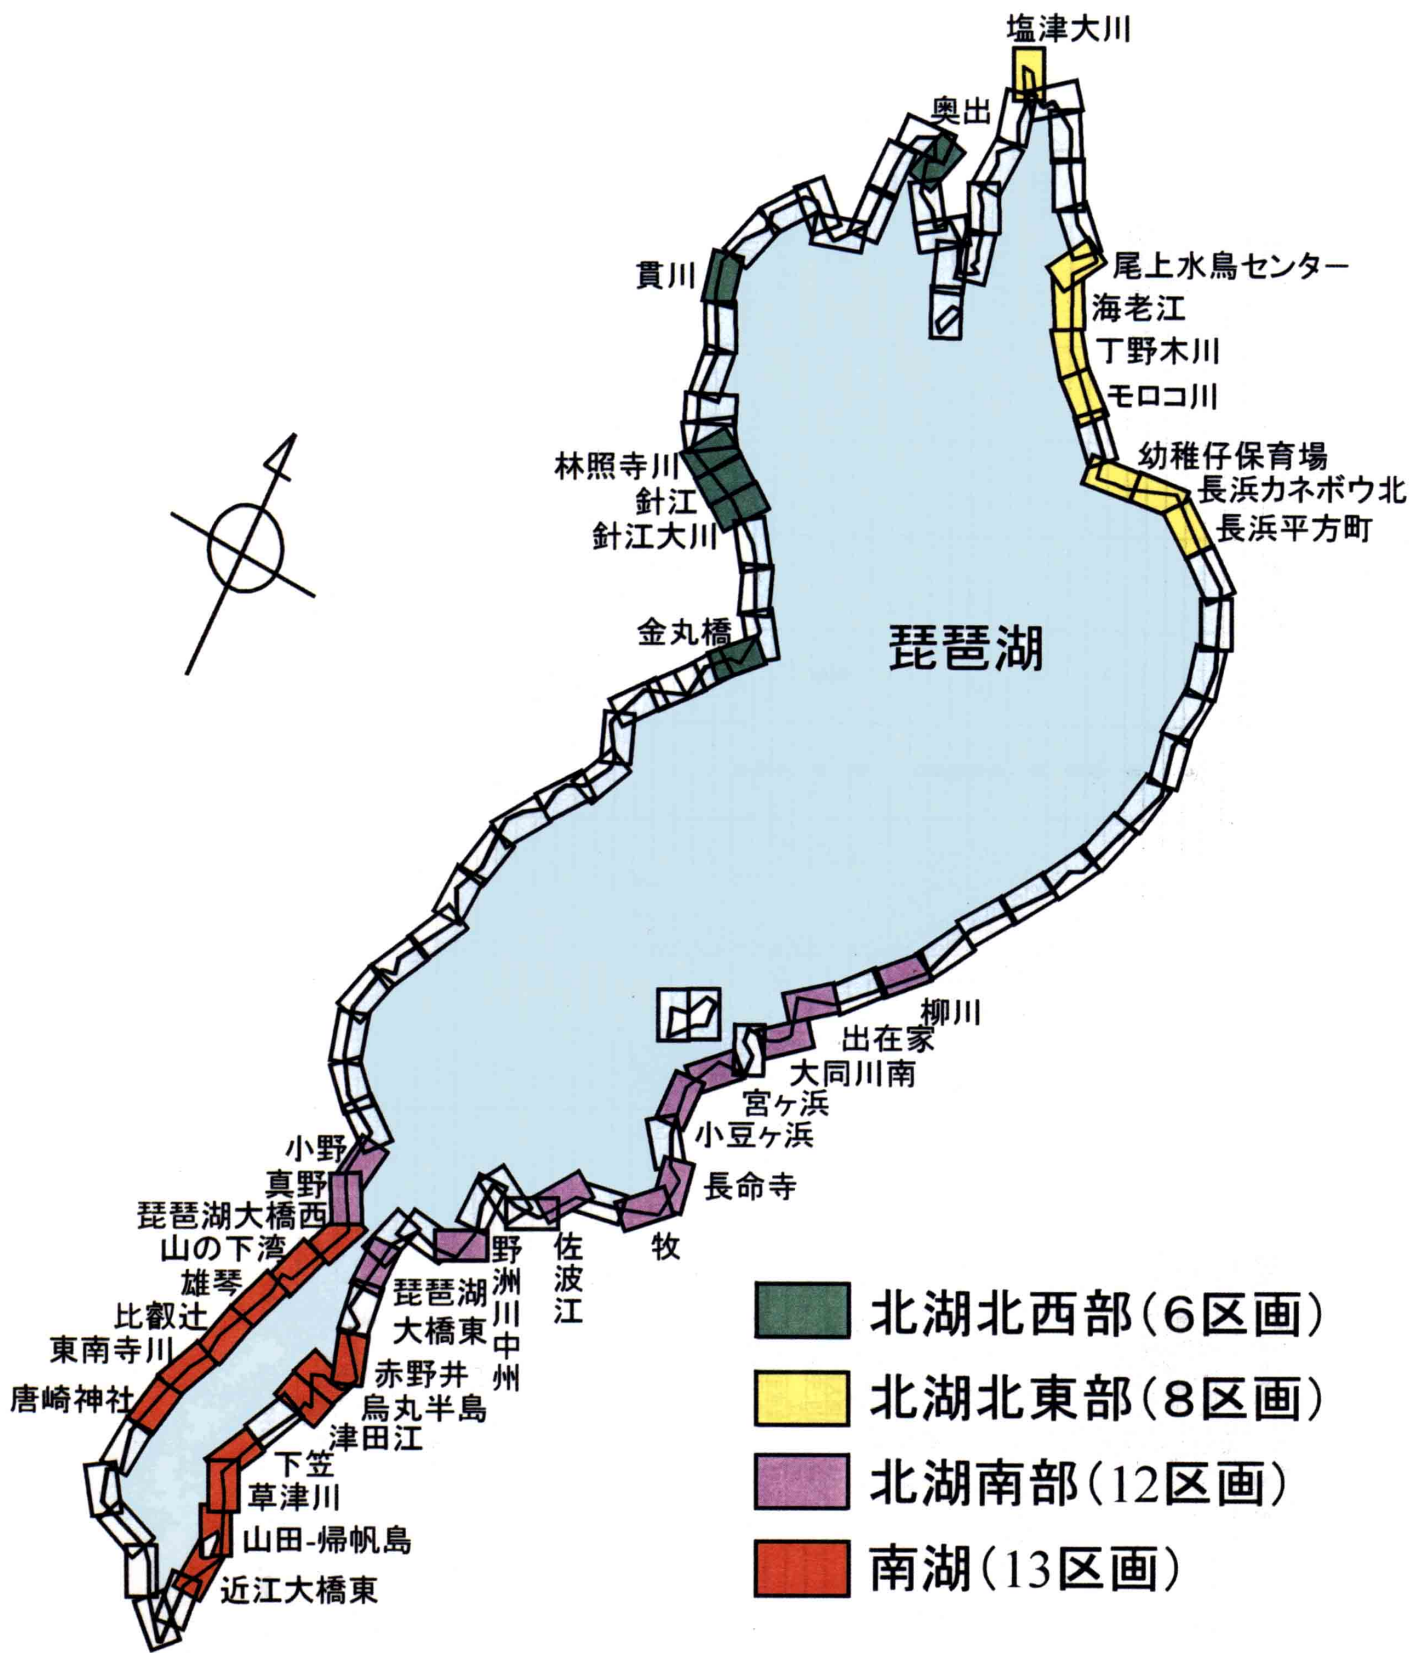 塩津大川
奥出
貫川
尾上水鳥センター
海老江
丁野木川
モロコ川
林照寺川
針江
針江大川
幼稚仔保育場
長浜カネボウ北
長浜平方町
金丸橋
琵琶湖
柳川
出在家
大同川南
宮ヶ浜
小豆ヶ浜
長命寺
牧
佐波江
野洲川中州
琵琶湖
大橋東
小野
真野
琵琶湖大橋西
山の下湾
雄琴
比叡辻
東南寺川
唐崎神社
赤野井
烏丸半島
津田江
下笠
草津川
山田-帰帆島
近江大橋東
北湖北西部(6区画)
北湖北東部(8区画)
北湖南部(12区画)
南湖(13区画)